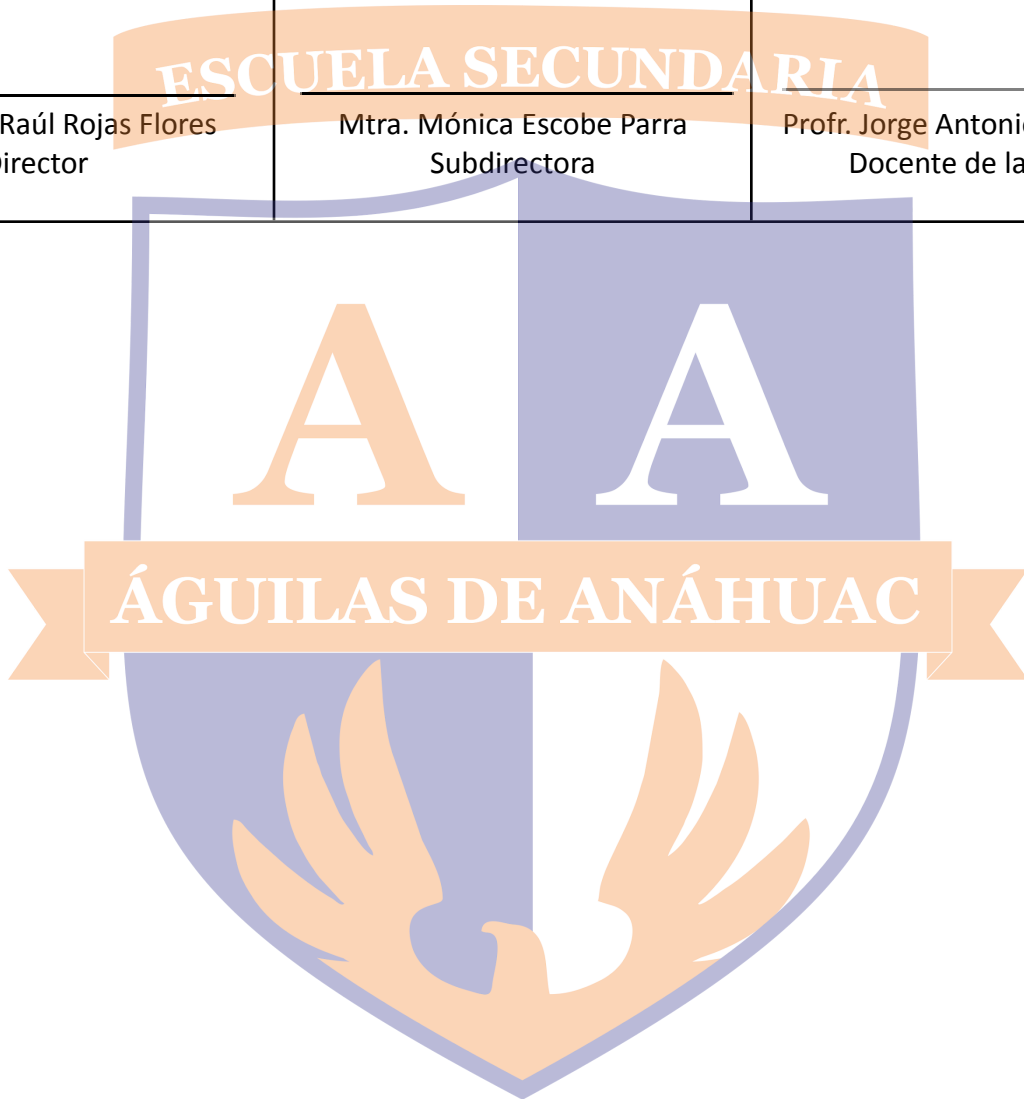 ESCUELA SECUNDARIA
Raúl Rojas Flores
Director
Mtra. Mónica Escobe Parra
Subdirectora
Profr. Jorge Antonio
Docente de la
A A
ÁGUILAS DE ANÁHUAC